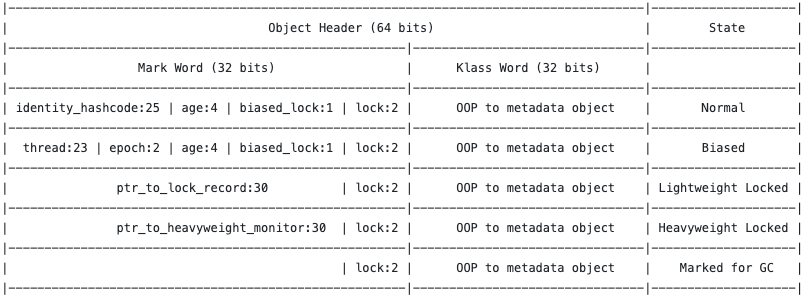 |--------------------------------------------------------------------------------------|--------------------|
| Object Header (64 bits) | State |
|-------------------------------------------------------|------------------------------|--------------------|
| Mark Word (32 bits) | Klass Word (32 bits) | |
|-------------------------------------------------------|------------------------------|--------------------|
| identity_hashcode:25 | age:4 | biased_lock:1 | lock:2 | OOP to metadata object | Normal |
|-------------------------------------------------------|------------------------------|--------------------|
| thread:23 | epoch:2 | age:4 | biased_lock:1 | lock:2 | OOP to metadata object | Biased |
|-------------------------------------------------------|------------------------------|--------------------|
| ptr_to_lock_record:30 | lock:2 | OOP to metadata object | Lightweight Locked |
|-------------------------------------------------------|------------------------------|--------------------|
| ptr_to_heavyweight_monitor:30 | lock:2 | OOP to metadata object | Heavyweight Locked |
|-------------------------------------------------------|------------------------------|--------------------|
| | lock:2 | OOP to metadata object | Marked for GC |
|-------------------------------------------------------|------------------------------|--------------------|